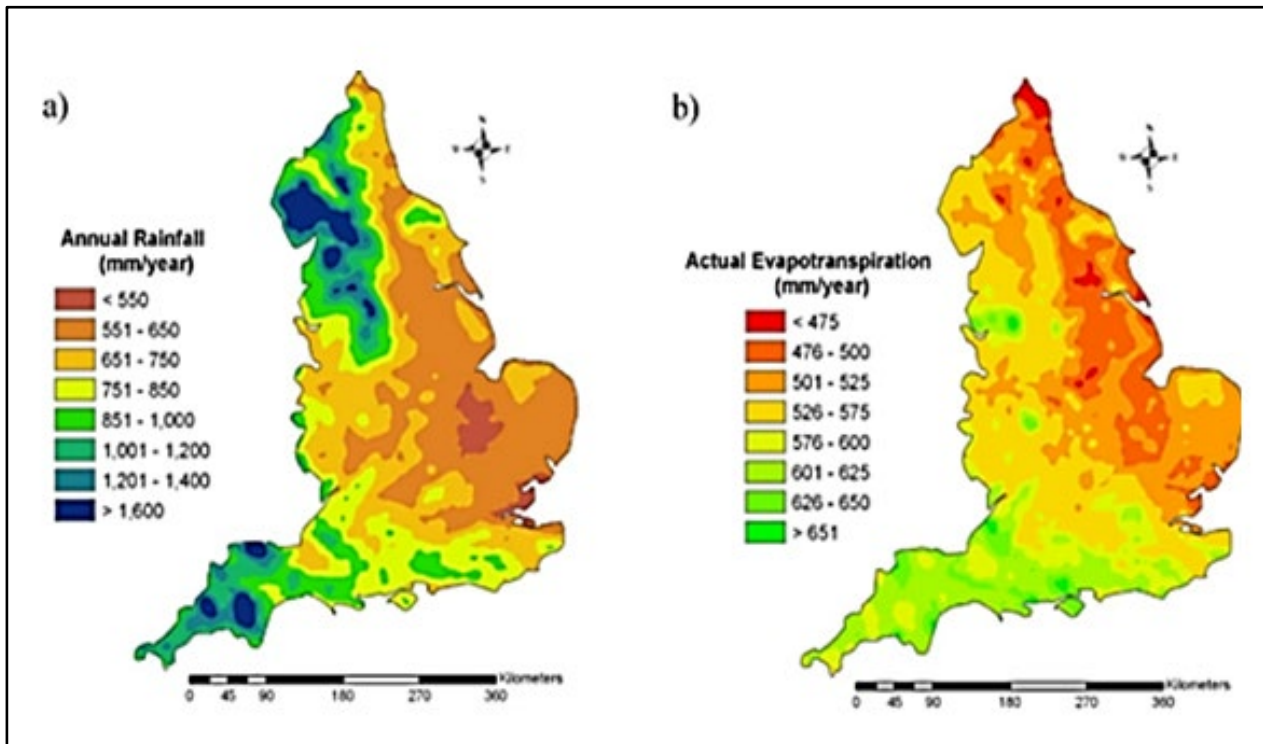 a)
Annual Rainfall
(mm/year)
< 550
551 - 650
651 - 750
751 - 850
851 - 1,000
1,001 - 1,200
1,201 - 1,400
> 1,600
Kilometers
0 45 90 180 270 360
b)
Actual Evapotranspiration
(mm/year)
< 475
476 - 500
501 - 525
526 - 575
576 - 600
601 - 625
626 - 650
> 651
Kilometers
0 45 90 180 270 360